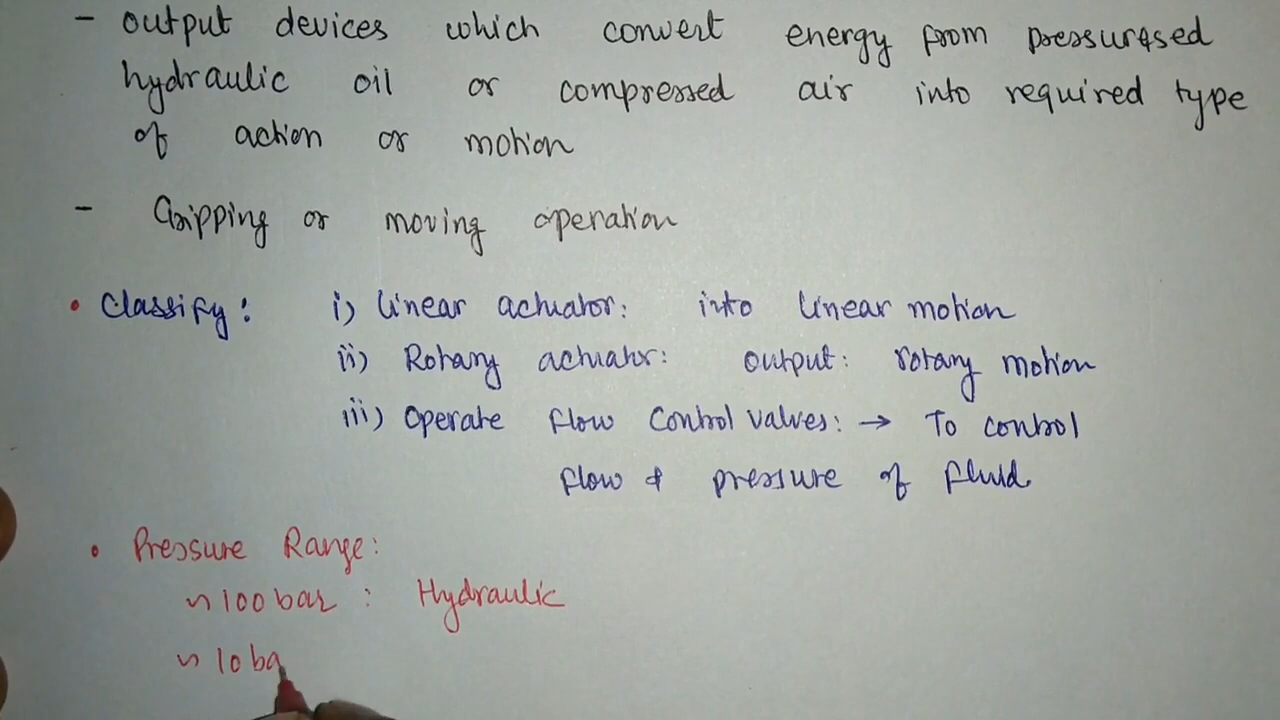 - output devices which convert energy from pressurised
hydraulic oil or compressed air into required type
of action or motion
- Gripping or moving operation
• Classify: i) Linear actuator: into linear motion
ii) Rotary actuator: output: rotary motion
iii) Operate flow control valves: → To control
flow & pressure of fluid.
• Pressure Range:
~ 100 bar : Hydraulic
~ 10 ba